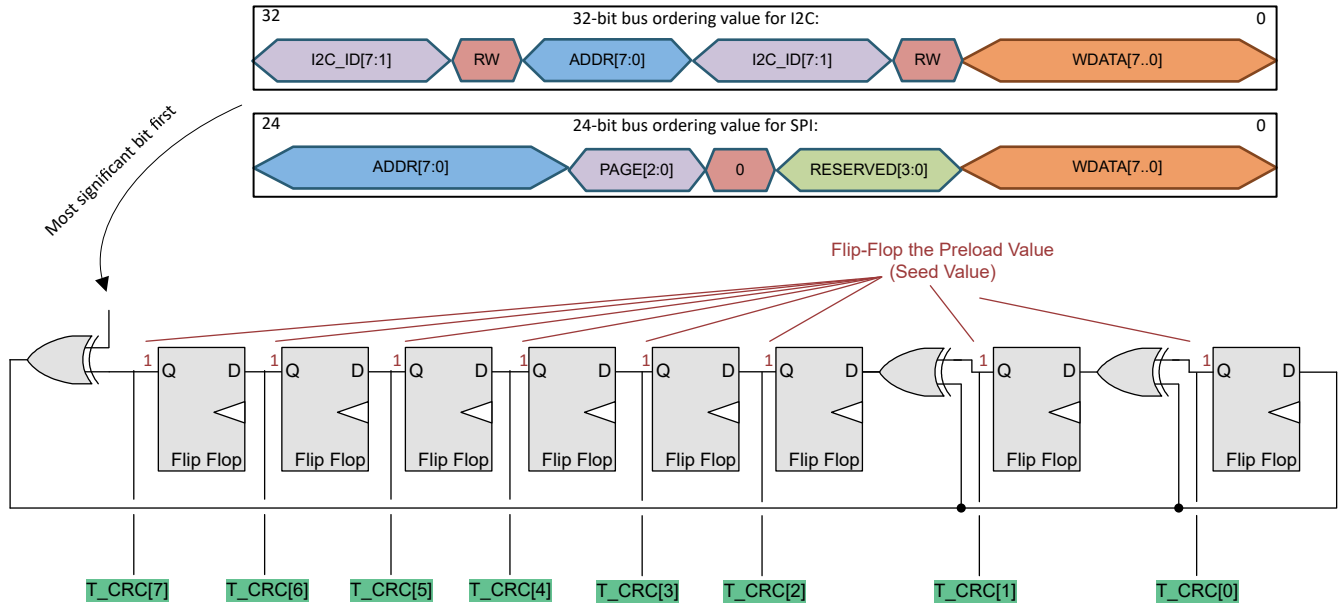 32
32-bit bus ordering value for I2C:
0
I2C_ID[7:1]
RW
ADDR[7:0]
I2C_ID[7:1]
RW
WDATA[7..0]
24
24-bit bus ordering value for SPI:
0
ADDR[7:0]
PAGE[2:0]
0
RESERVED[3:0]
WDATA[7..0]
Most significant bit first
Flip-Flop the Preload Value
(Seed Value)
1 1 1 1 1 1 1 1
Q D Q D Q D Q D Q D Q D Q D Q D
Flip Flop Flip Flop Flip Flop Flip Flop Flip Flop Flip Flop Flip Flop Flip Flop
T_CRC[7] T_CRC[6] T_CRC[5] T_CRC[4] T_CRC[3] T_CRC[2] T_CRC[1] T_CRC[0]